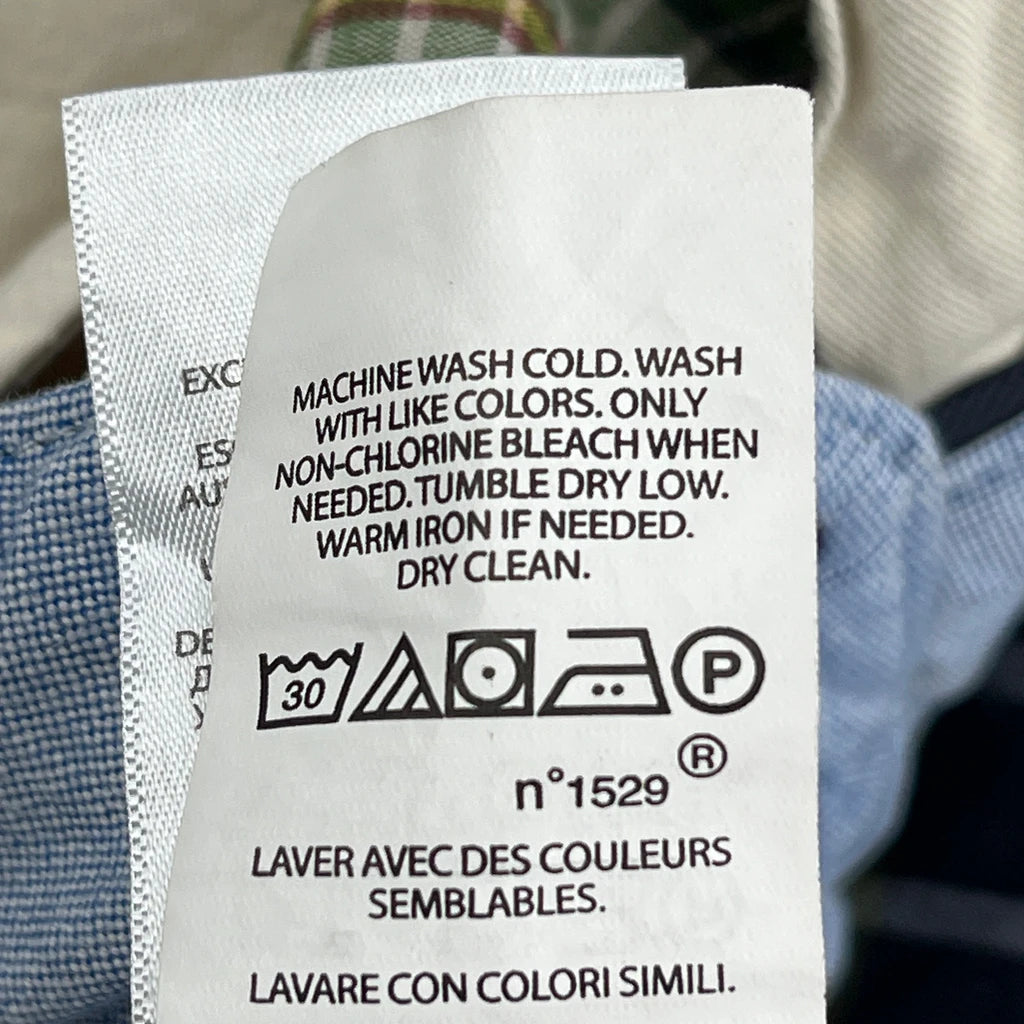 MACHINE WASH COLD. WASH
WITH LIKE COLORS. ONLY
NON-CHLORINE BLEACH WHEN
NEEDED. TUMBLE DRY LOW.
WARM IRON IF NEEDED.
DRY CLEAN.
30
P
n°1529 ®
LAVER AVEC DES COULEURS
SEMBLABLES.
LAVARE CON COLORI SIMILI.